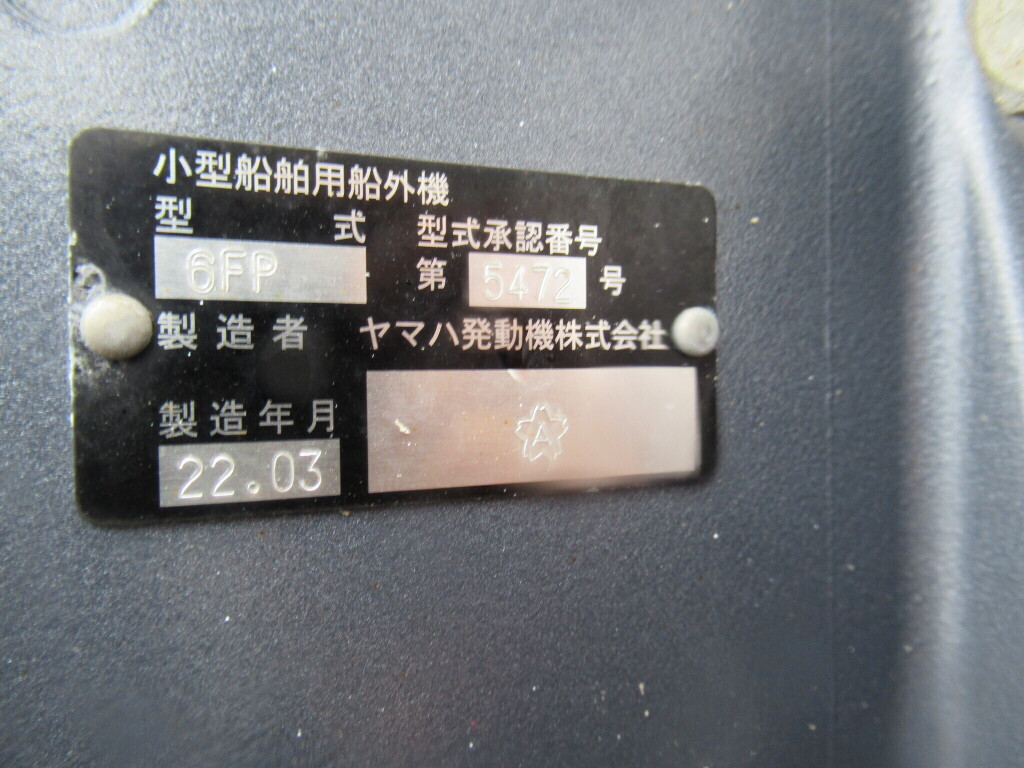 小型船舶用船外機
型 式 型式承認番号
6FP 第 5472 号
製造者 ヤマハ発動機株式会社
製造年月
22.03
A